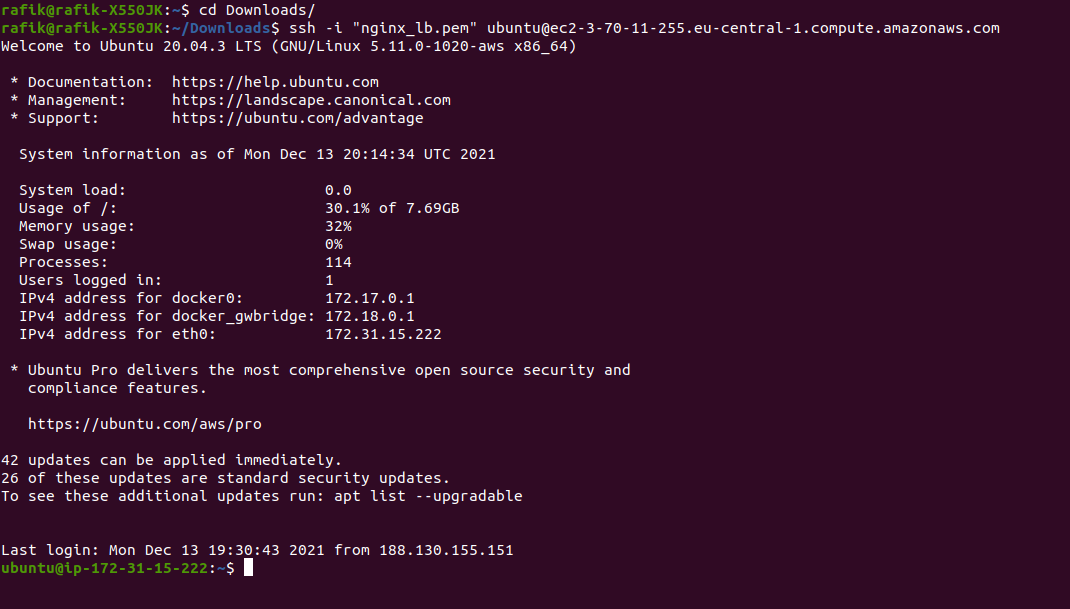 rafik@rafik-X550JK:~$ cd Downloads/
rafik@rafik-X550JK:~/Downloads$ ssh -i "nginx_lb.pem" ubuntu@ec2-3-70-11-255.eu-central-1.compute.amazonaws.com
Welcome to Ubuntu 20.04.3 LTS (GNU/Linux 5.11.0-1020-aws x86_64)
* Documentation:  https://help.ubuntu.com
* Management:     https://landscape.canonical.com
* Support:        https://ubuntu.com/advantage
System information as of Mon Dec 13 20:14:34 UTC 2021
System load:                      0.0
Usage of /:                       30.1% of 7.69GB
Memory usage:                     32%
Swap usage:                       0%
Processes:                        114
Users logged in:                  1
IPv4 address for docker0:         172.17.0.1
IPv4 address for docker_gwbridge: 172.18.0.1
IPv4 address for eth0:            172.31.15.222
* Ubuntu Pro delivers the most comprehensive open source security and
compliance features.
https://ubuntu.com/aws/pro
42 updates can be applied immediately.
26 of these updates are standard security updates.
To see these additional updates run: apt list --upgradable
Last login: Mon Dec 13 19:30:43 2021 from 188.130.155.151
ubuntu@ip-172-31-15-222:~$